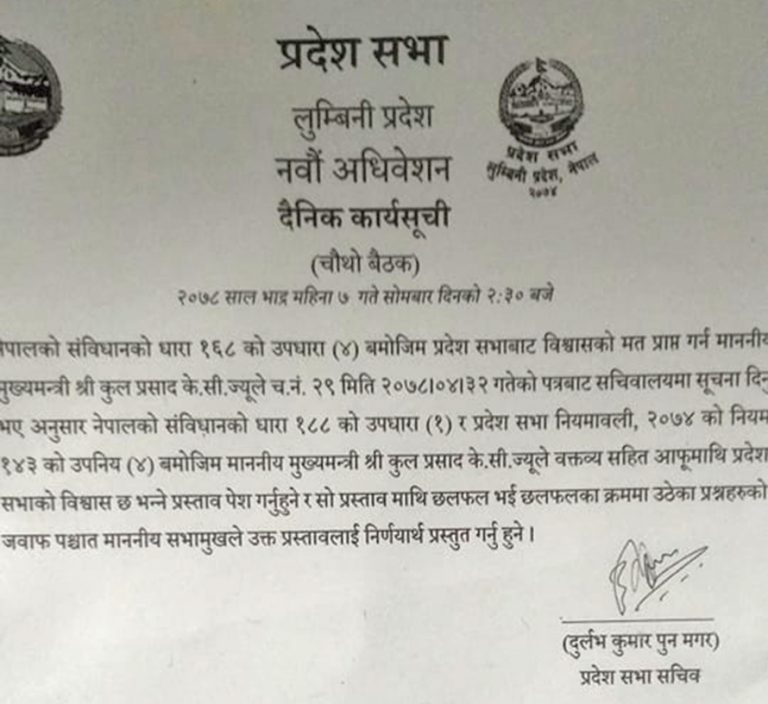 प्रदेश सभा
लुम्बिनी प्रदेश
नवौं अधिवेशन
दैनिक कार्यसूची
(चौथो बैठक)
प्रदेश सभा
लुम्बिनी प्रदेश, नेपाल
२०७४
२०७८ साल भाद्र महिना ७ गते सोमबार दिनको २:३० बजे
नेपालको संविधानको धारा १६८ को उपधारा (४) बमोजिम प्रदेश सभाबाट विश्वासको मत प्राप्त गर्न माननीय
मुख्यमन्त्री श्री कुल प्रसाद के.सी.ज्यूले च.नं. २९ मिति २०७८।०४।३२ गतेको पत्रबाट सचिवालयमा सूचना दिनु
भए अनुसार नेपालको संविधानको धारा १८८ को उपधारा (१) र प्रदेश सभा नियमावली, २०७४ को नियम
१४३ को उपनिय (४) बमोजिम माननीय मुख्यमन्त्री श्री कुल प्रसाद के.सी.ज्यूले वक्तव्य सहित आफूमाथि प्रदेश
सभाको विश्वास छ भन्ने प्रस्ताव पेश गर्नुहुने र सो प्रस्ताव माथि छलफल भई छलफलका क्रममा उठेका प्रश्नहरुको
जवाफ पश्चात माननीय सभामुखले उक्त प्रस्तावलाई निर्णयार्थ प्रस्तुत गर्नु हुने ।
(दुर्लभ कुमार पुन मगर)
प्रदेश सभा सचिव